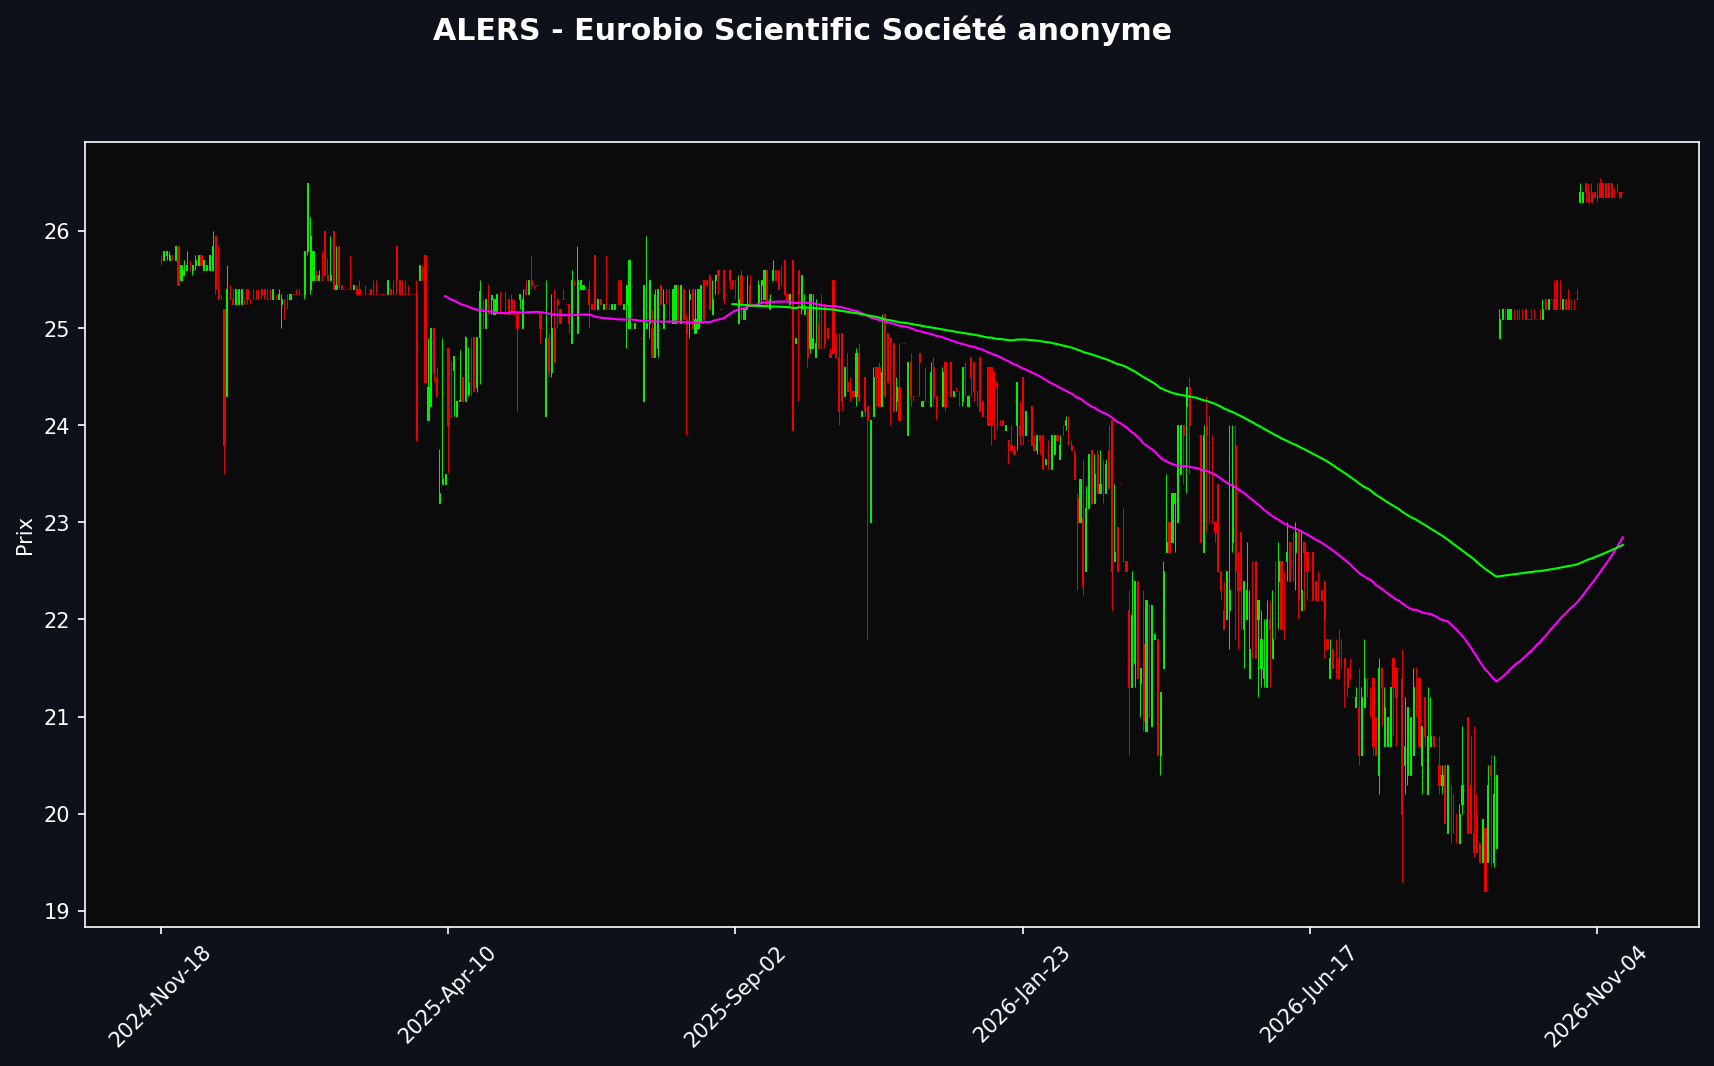 ALERS - Eurobio Scientific Société anonyme
Prix
26
25
24
23
22
21
20
19
2024-Nov-18
2025-Apr-10
2025-Sep-02
2026-Jan-23
2026-Jun-17
2026-Nov-04